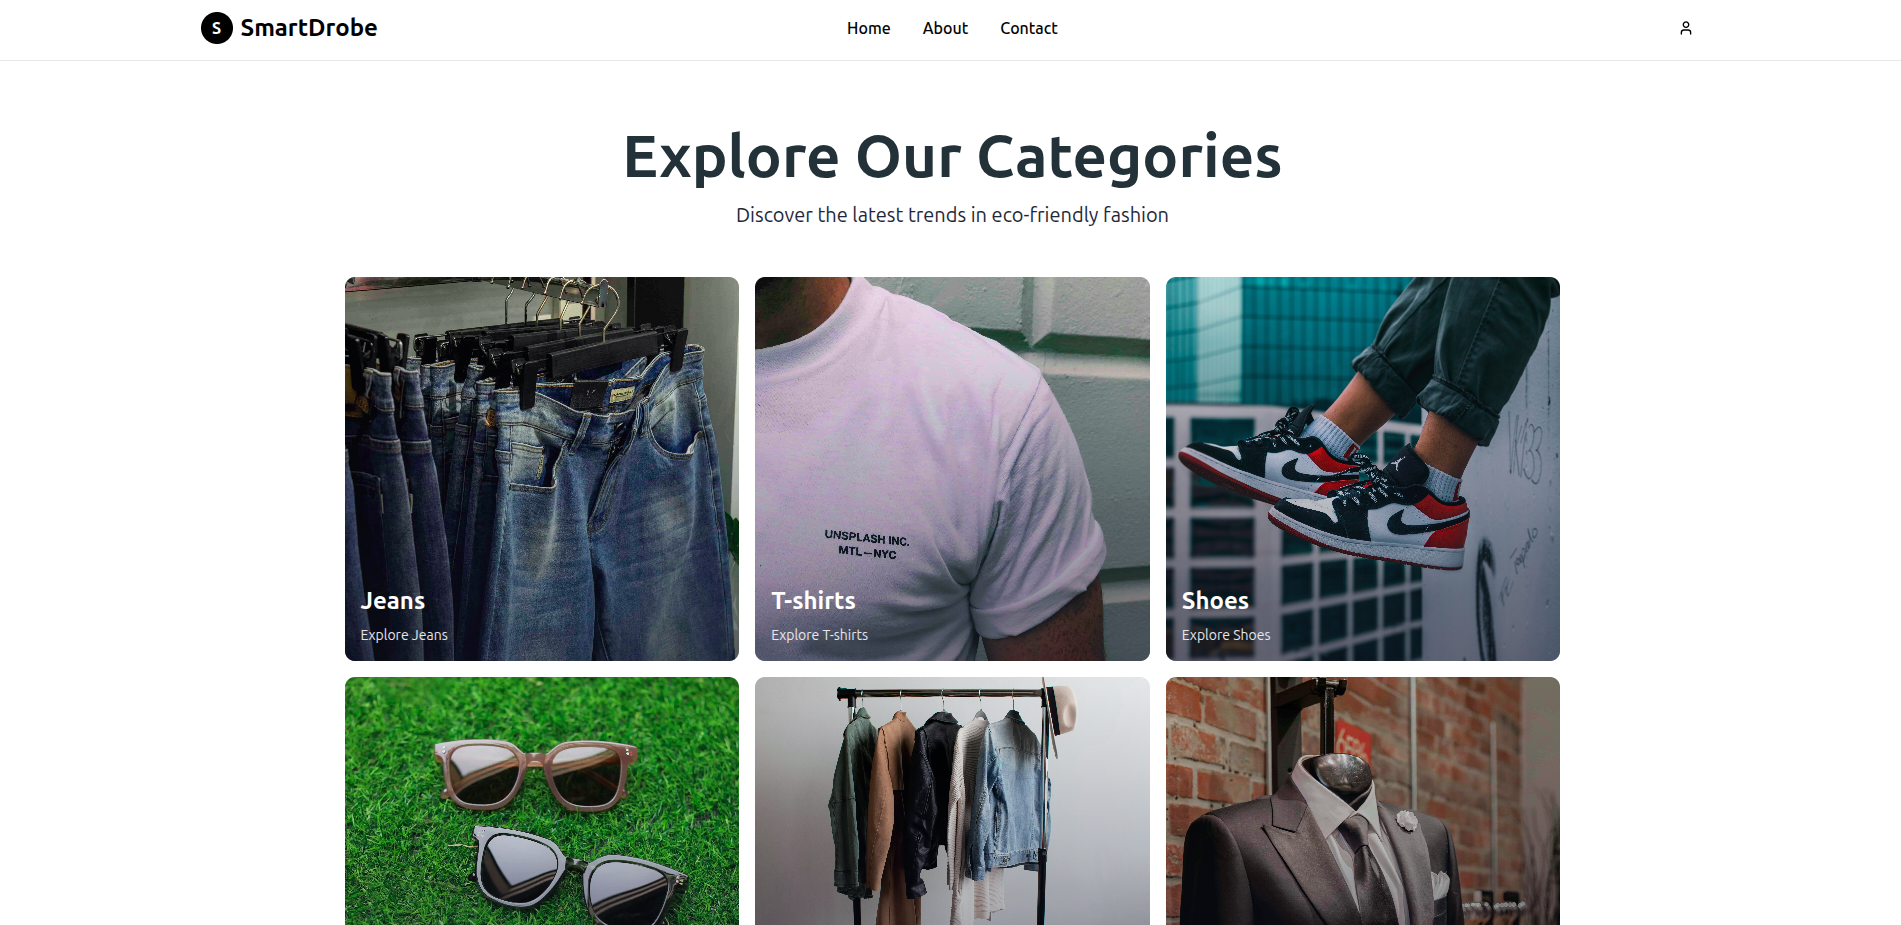 S SmartDrobe
Home About Contact
Explore Our Categories
Discover the latest trends in eco-friendly fashion
UNSPLASH INC.
MTL—NYC
Jeans
Explore Jeans
T-shirts
Explore T-shirts
Shoes
Explore Shoes